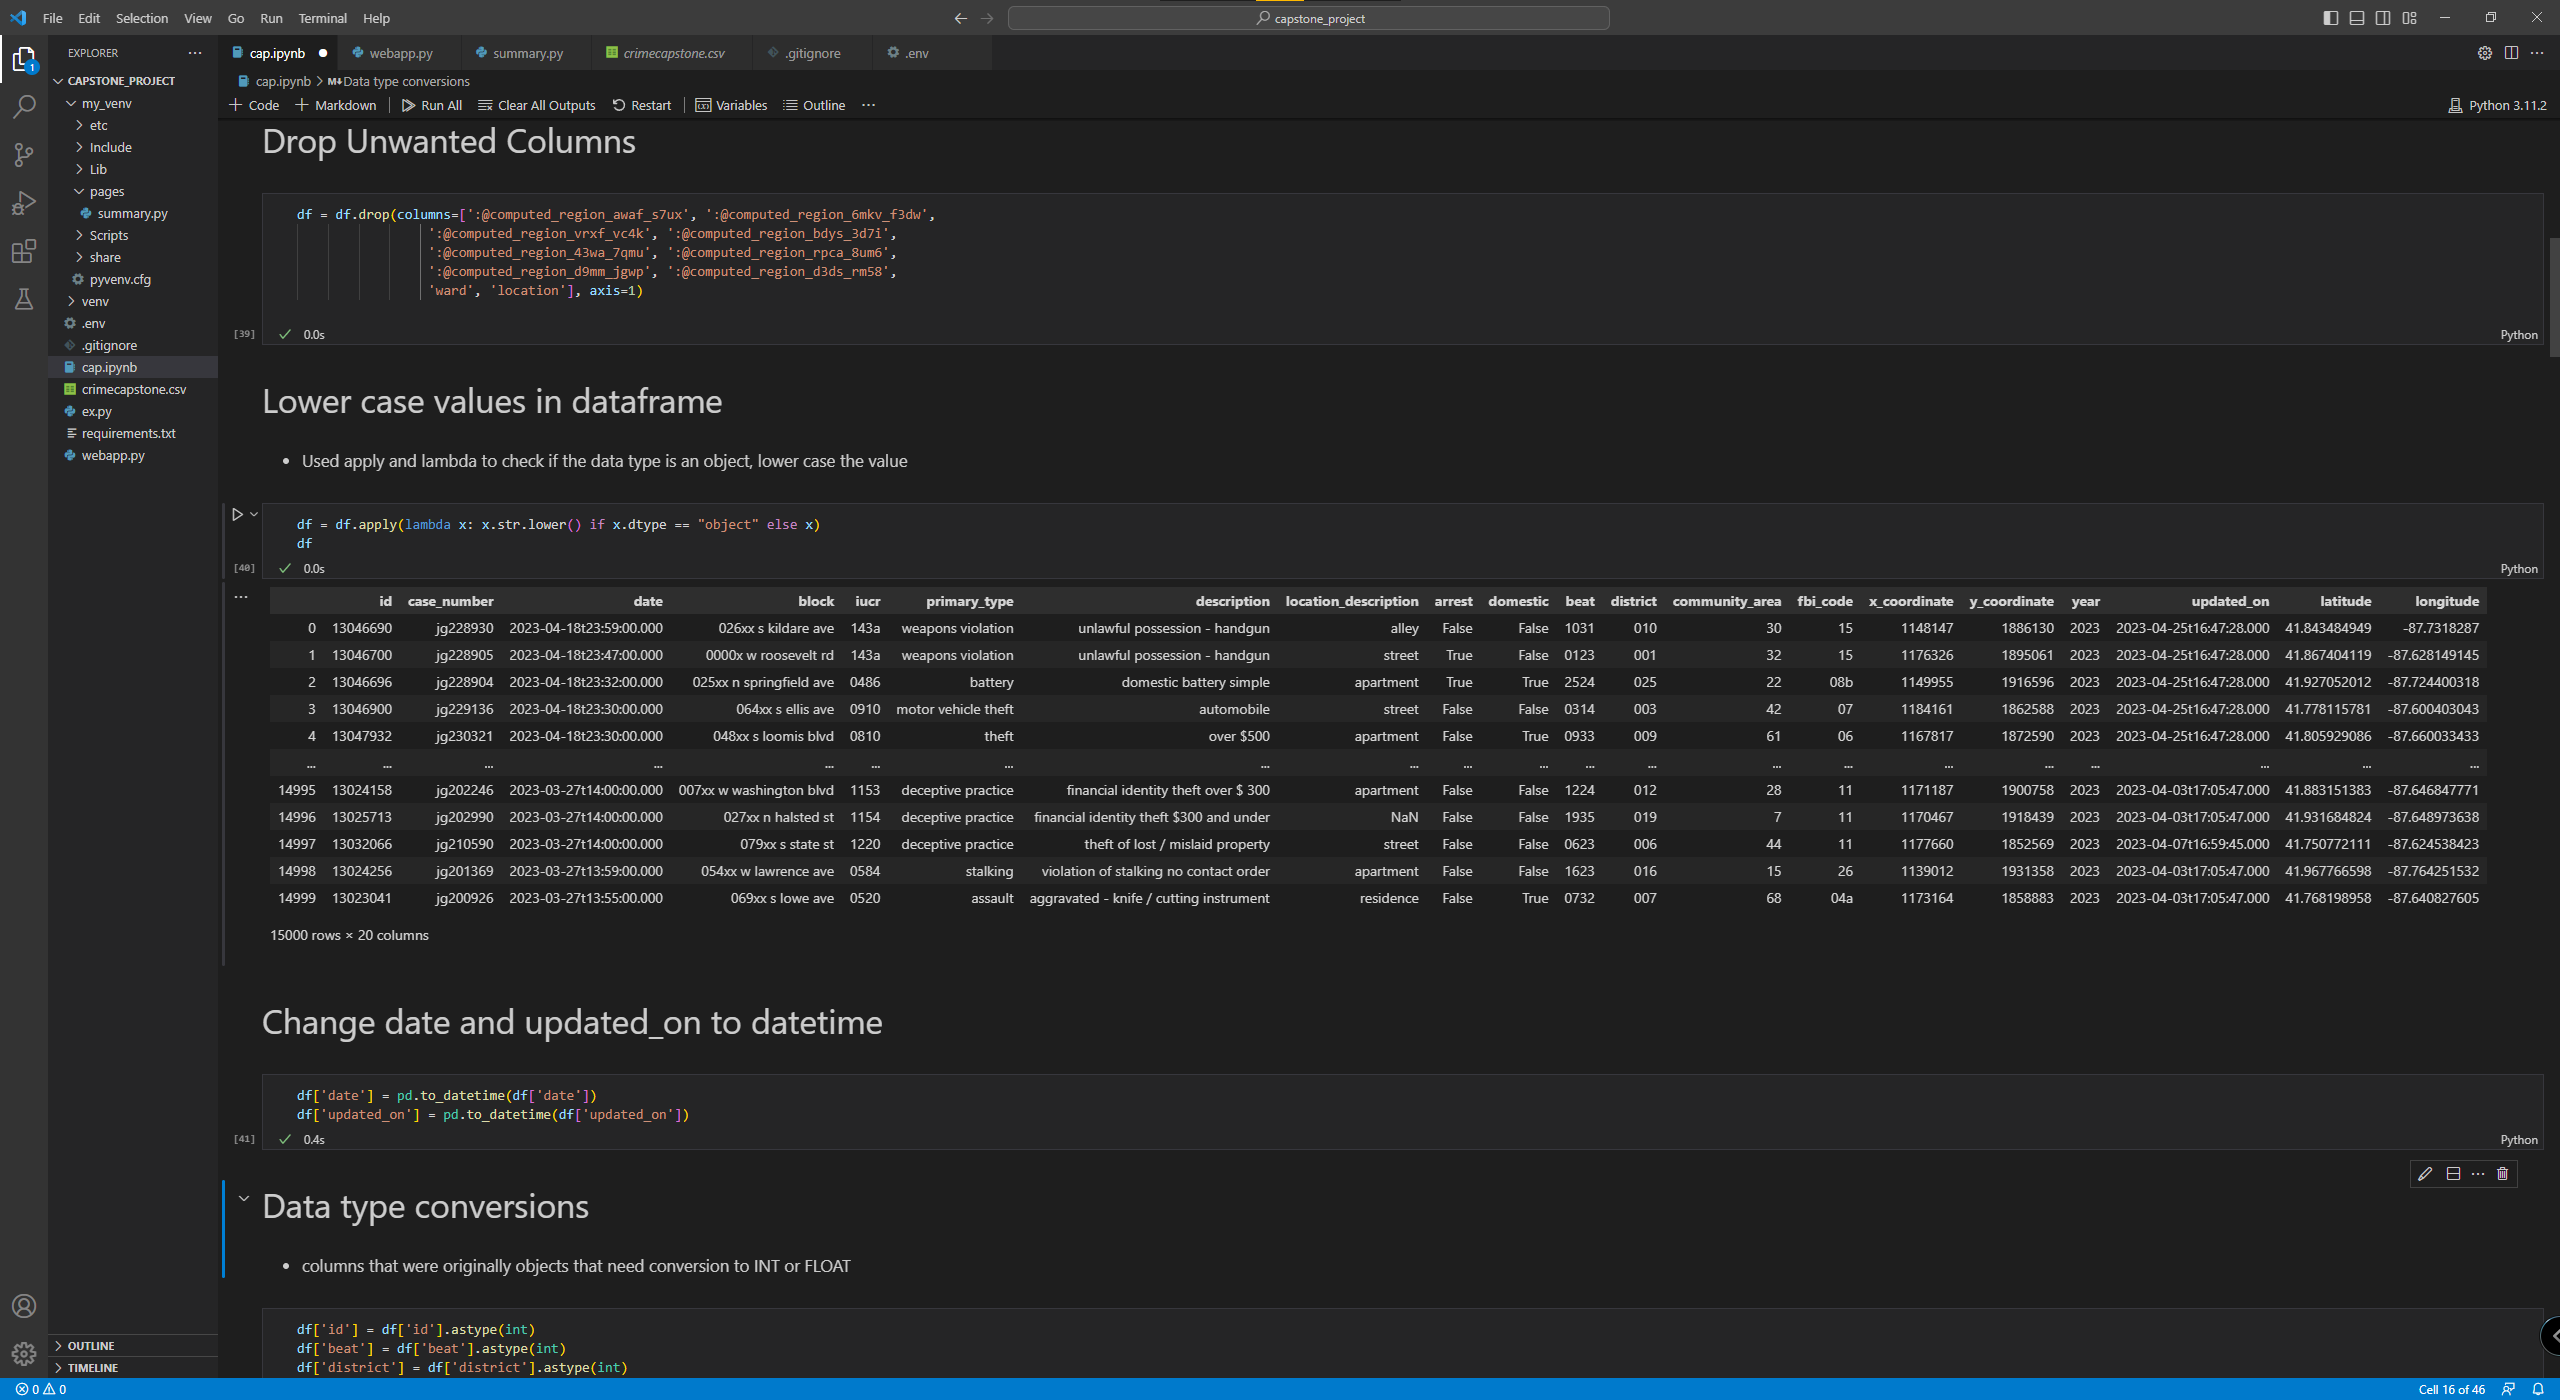 File Edit Selection View Go Run Terminal Help
capstone_project
EXPLORER
cap.ipynb webapp.py summary.py crimecapstone.csv .gitignore .env
1
CAPSTONE_PROJECT
my_venv
etc
Include
Lib
pages
summary.py
Scripts
share
pyvenv.cfg
venv
.env
.gitignore
cap.ipynb
crimecapstone.csv
ex.py
requirements.txt
webapp.py
OUTLINE
TIMELINE
cap.ipynb > M↓Data type conversions
+ Code + Markdown Run All Clear All Outputs Restart Variables Outline ...
Python 3.11.2
Drop Unwanted Columns
df = df.drop(columns=[':@computed_region_awaf_s7ux', ':@computed_region_6mkv_f3dw',
':@computed_region_vrxf_vc4k', ':@computed_region_bdys_3d7i',
':@computed_region_43wa_7qmu', ':@computed_region_rpca_8um6',
':@computed_region_d9mm_jgwp', ':@computed_region_d3ds_rm58',
'ward', 'location'], axis=1)
[39] 0.0s Python
Lower case values in dataframe
• Used apply and lambda to check if the data type is an object, lower case the value
df = df.apply(lambda x: x.str.lower() if x.dtype == "object" else x)
df
[40] 0.0s Python
id case_number date block iucr primary_type description location_description arrest domestic beat district community_area fbi_code x_coordinate y_coordinate year updated_on latitude longitude
0 13046690 jg228930 2023-04-18t23:59:00.000 026xx s kildare ave 143a weapons violation unlawful possession - handgun alley False False 1031 010 30 15 1148147 1886130 2023 2023-04-25t16:47:28.000 41.843484949 -87.7318287
1 13046700 jg228905 2023-04-18t23:47:00.000 0000x w roosevelt rd 143a weapons violation unlawful possession - handgun street True False 0123 001 32 15 1176326 1895061 2023 2023-04-25t16:47:28.000 41.867404119 -87.628149145
2 13046696 jg228904 2023-04-18t23:32:00.000 025xx n springfield ave 0486 battery domestic battery simple apartment True True 2524 025 22 08b 1149955 1916596 2023 2023-04-25t16:47:28.000 41.927052012 -87.724400318
3 13046900 jg229136 2023-04-18t23:30:00.000 064xx s ellis ave 0910 motor vehicle theft automobile street False False 0314 003 42 07 1184161 1862588 2023 2023-04-25t16:47:28.000 41.778115781 -87.600403043
4 13047932 jg230321 2023-04-18t23:30:00.000 048xx s loomis blvd 0810 theft over $500 apartment False True 0933 009 61 06 1167817 1872590 2023 2023-04-25t16:47:28.000 41.805929086 -87.660033433
... ... ... ... ... ... ... ... ... ... ... ... ... ... ... ... ... ... ... ... ...
14995 13024158 jg202246 2023-03-27t14:00:00.000 007xx w washington blvd 1153 deceptive practice financial identity theft over $ 300 apartment False False 1224 012 28 11 1171187 1900758 2023 2023-04-03t17:05:47.000 41.883151383 -87.646847771
14996 13025713 jg202990 2023-03-27t14:00:00.000 027xx n halsted st 1154 deceptive practice financial identity theft $300 and under NaN False False 1935 019 7 11 1170467 1918439 2023 2023-04-03t17:05:47.000 41.931684824 -87.648973638
14997 13032066 jg210590 2023-03-27t14:00:00.000 079xx s state st 1220 deceptive practice theft of lost / mislaid property street False False 0623 006 44 11 1177660 1852569 2023 2023-04-07t16:59:45.000 41.750772111 -87.624538423
14998 13024256 jg201369 2023-03-27t13:59:00.000 054xx w lawrence ave 0584 stalking violation of stalking no contact order apartment False False 1623 016 15 26 1139012 1931358 2023 2023-04-03t17:05:47.000 41.967766598 -87.764251532
14999 13023041 jg200926 2023-03-27t13:55:00.000 069xx s lowe ave 0520 assault aggravated - knife / cutting instrument residence False True 0732 007 68 04a 1173164 1858883 2023 2023-04-03t17:05:47.000 41.768198958 -87.640827605
15000 rows × 20 columns
Change date and updated_on to datetime
df['date'] = pd.to_datetime(df['date'])
df['updated_on'] = pd.to_datetime(df['updated_on'])
[41] 0.4s Python
Data type conversions
• columns that were originally objects that need conversion to INT or FLOAT
df['id'] = df['id'].astype(int)
df['beat'] = df['beat'].astype(int)
df['district'] = df['district'].astype(int)
0 0
Cell 16 of 46